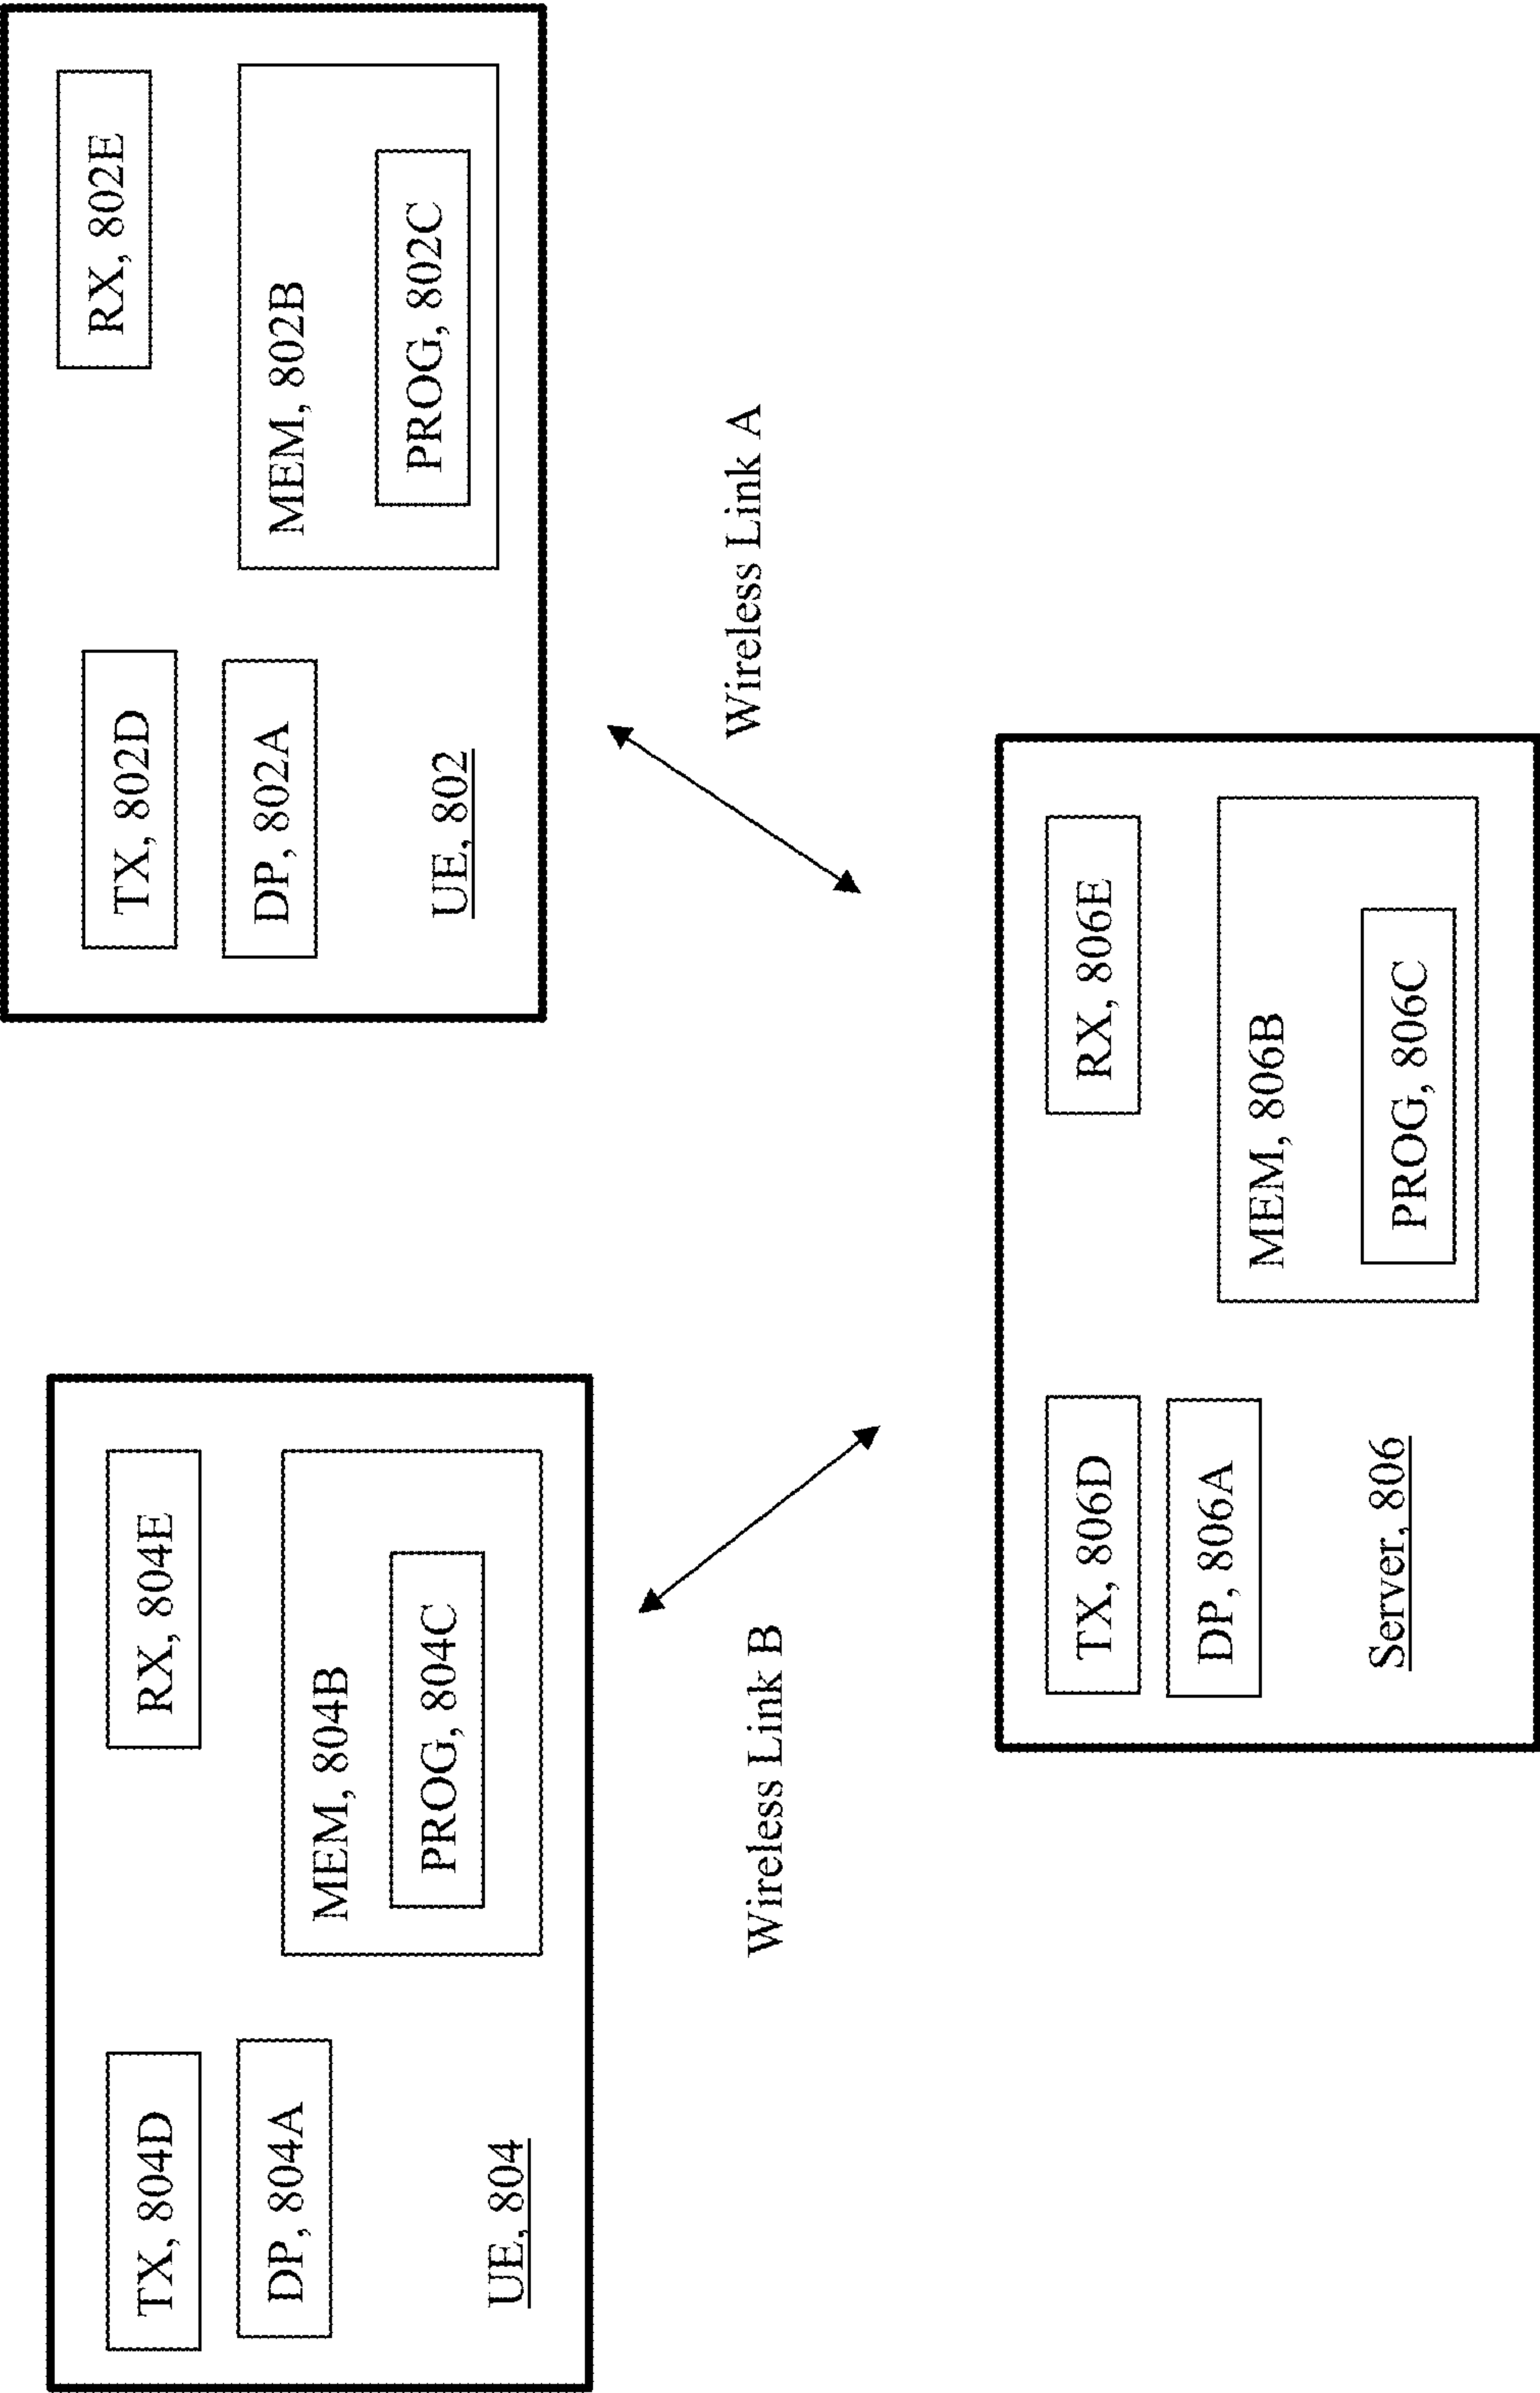 TX, 804D
RX, 804E
DP, 804A
MEM, 804B
PROG, 804C
UE, 804
TX, 802D
RX, 802E
DP, 802A
MEM, 802B
PROG, 802C
UE, 802
Wireless Link B
Wireless Link A
TX, 806D
RX, 806E
DP, 806A
MEM, 806B
PROG, 806C
Server, 806